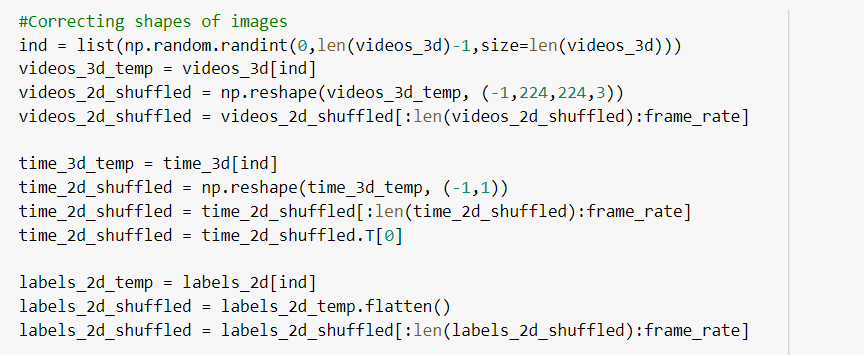 #Correcting shapes of images
ind = list(np.random.randint(0,len(videos_3d)-1,size=len(videos_3d)))
videos_3d_temp = videos_3d[ind]
videos_2d_shuffled = np.reshape(videos_3d_temp, (-1,224,224,3))
videos_2d_shuffled = videos_2d_shuffled[:len(videos_2d_shuffled):frame_rate]

time_3d_temp = time_3d[ind]
time_2d_shuffled = np.reshape(time_3d_temp, (-1,1))
time_2d_shuffled = time_2d_shuffled[:len(time_2d_shuffled):frame_rate]
time_2d_shuffled = time_2d_shuffled.T[0]

labels_2d_temp = labels_2d[ind]
labels_2d_shuffled = labels_2d_temp.flatten()
labels_2d_shuffled = labels_2d_shuffled[:len(labels_2d_shuffled):frame_rate]